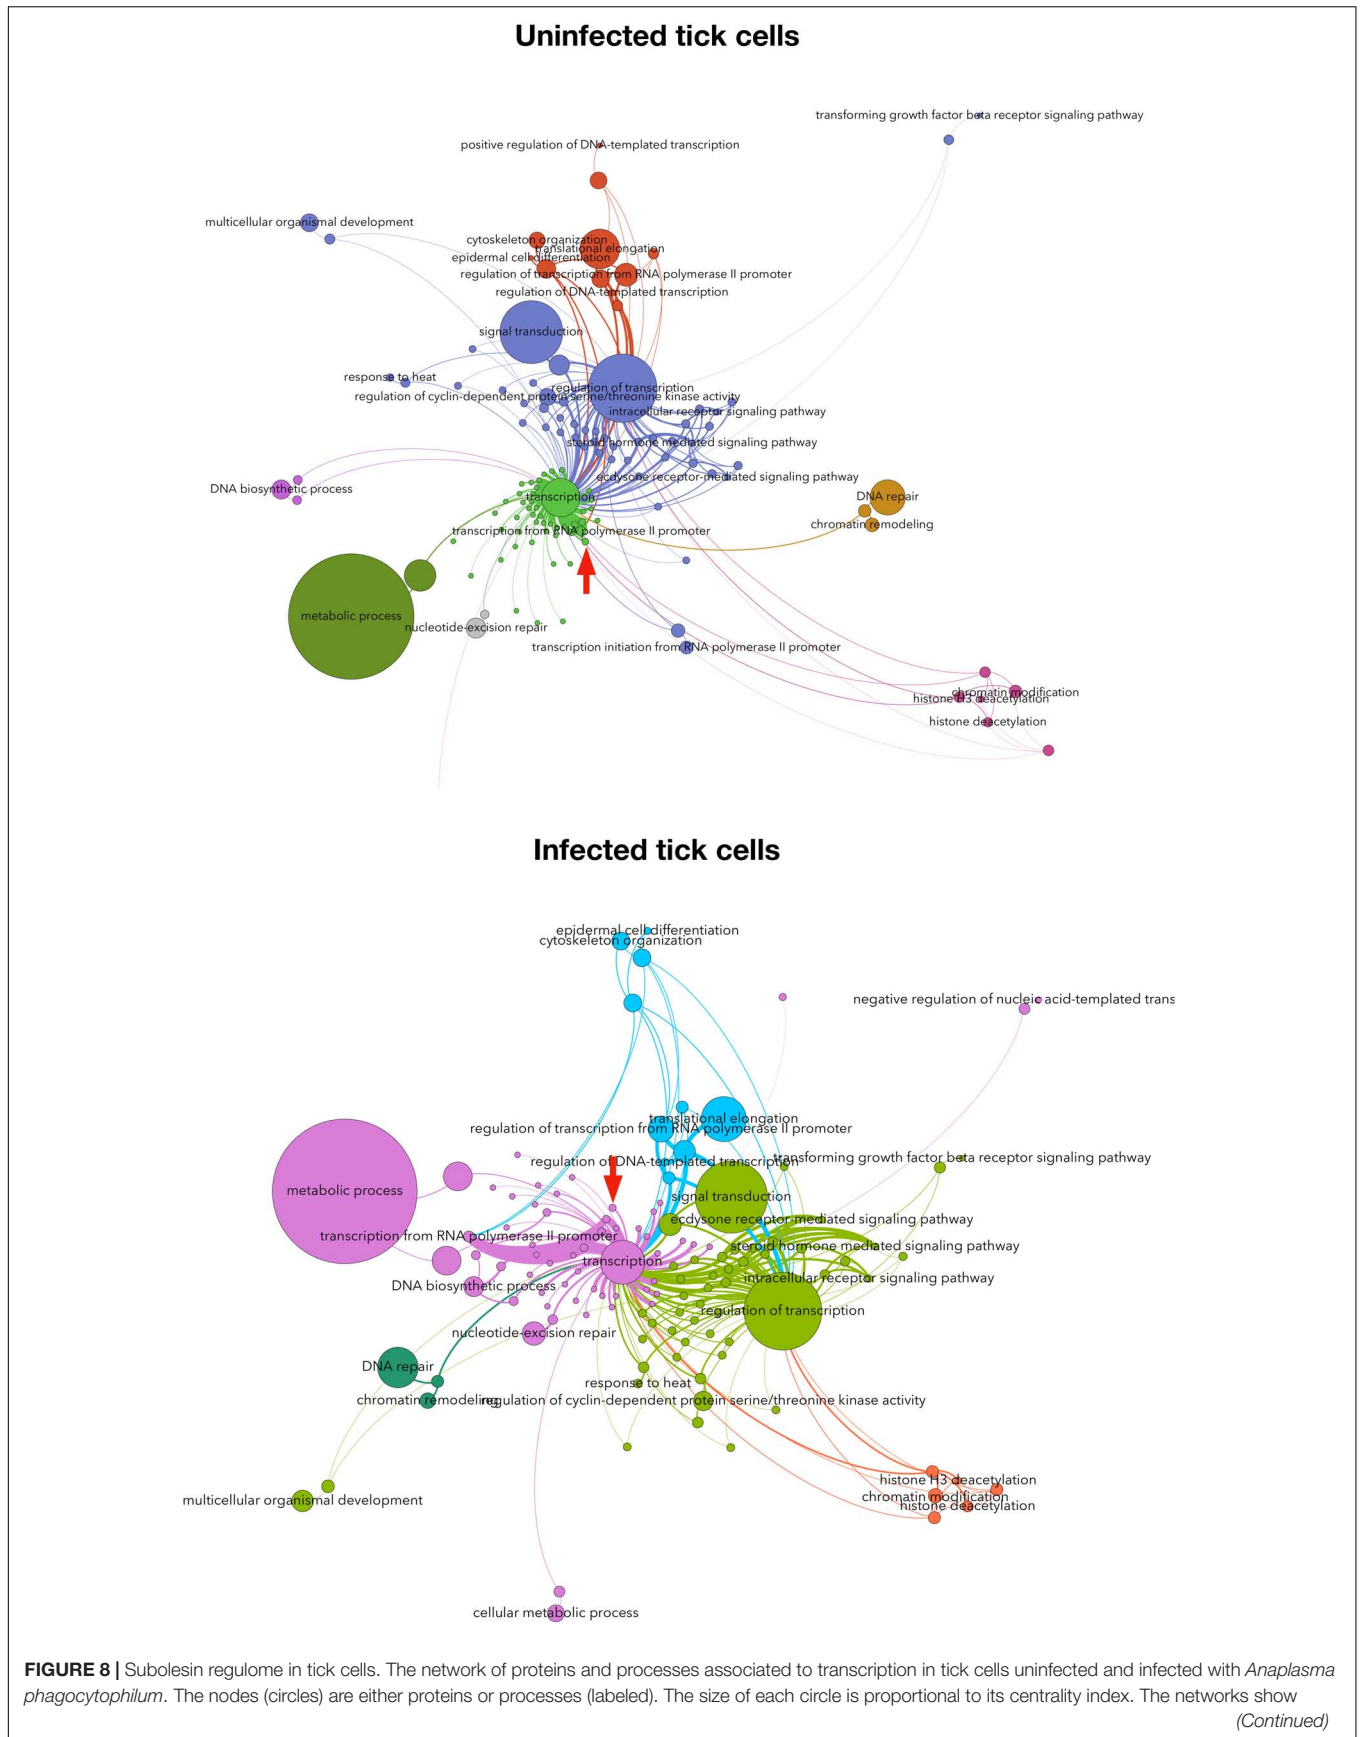 Uninfected tick cells
transforming growth factor beta receptor signaling pathway
positive regulation of DNA-templated transcription
multicellular organismal development
cytoskeleton organization
translational elongation
epidermal cell differentiation
regulation of transcription from RNA polymerase II promoter
regulation of DNA-templated transcription
signal transduction
response to heat
regulation of transcription
regulation of cyclin-dependent protein serine/threonine kinase activity
intracellular receptor signaling pathway
steroid hormone mediated signaling pathway
ecdysone receptor-mediated signaling pathway
DNA biosynthetic process
transcription
DNA repair
chromatin remodeling
transcription from RNA polymerase II promoter
metabolic process
nucleotide-excision repair
transcription initiation from RNA polymerase II promoter
chromatin modification
histone H3 deacetylation
histone deacetylation
Infected tick cells
epidermal cell differentiation
cytoskeleton organization
negative regulation of nucleic acid-templated trans
translational elongation
regulation of transcription from RNA polymerase II promoter
regulation of DNA-templated transcription
transforming growth factor beta receptor signaling pathway
metabolic process
signal transduction
ecdysone receptor-mediated signaling pathway
transcription from RNA polymerase II promoter
steroid hormone mediated signaling pathway
transcription
intracellular receptor signaling pathway
DNA biosynthetic process
regulation of transcription
nucleotide-excision repair
DNA repair
response to heat
chromatin remodeling
regulation of cyclin-dependent protein serine/threonine kinase activity
histone H3 deacetylation
chromatin modification
histone deacetylation
multicellular organismal development
cellular metabolic process
FIGURE 8 | Subolesin regulome in tick cells. The network of proteins and processes associated to transcription in tick cells uninfected and infected with Anaplasma
phagocytophilum. The nodes (circles) are either proteins or processes (labeled). The size of each circle is proportional to its centrality index. The networks show
(Continued)